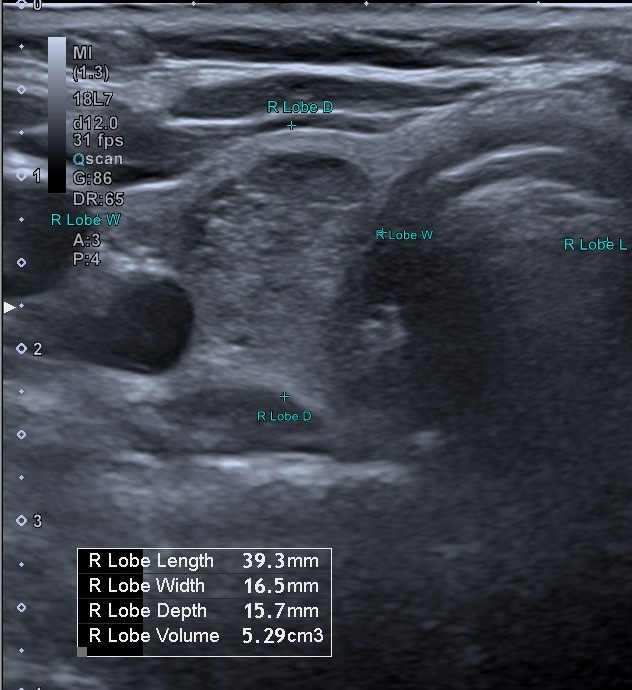 0
MI
(1.3)
18L7
R Lobe D
d12.0
31 fps
Qscan
1
G:86
DR:65
R Lobe W
R Lobe W
A:3
R Lobe L
P:4
2
R Lobe D
3
R Lobe Length 39.3mm
R Lobe Width 16.5mm
R Lobe Depth 15.7mm
R Lobe Volume 5.29cm3